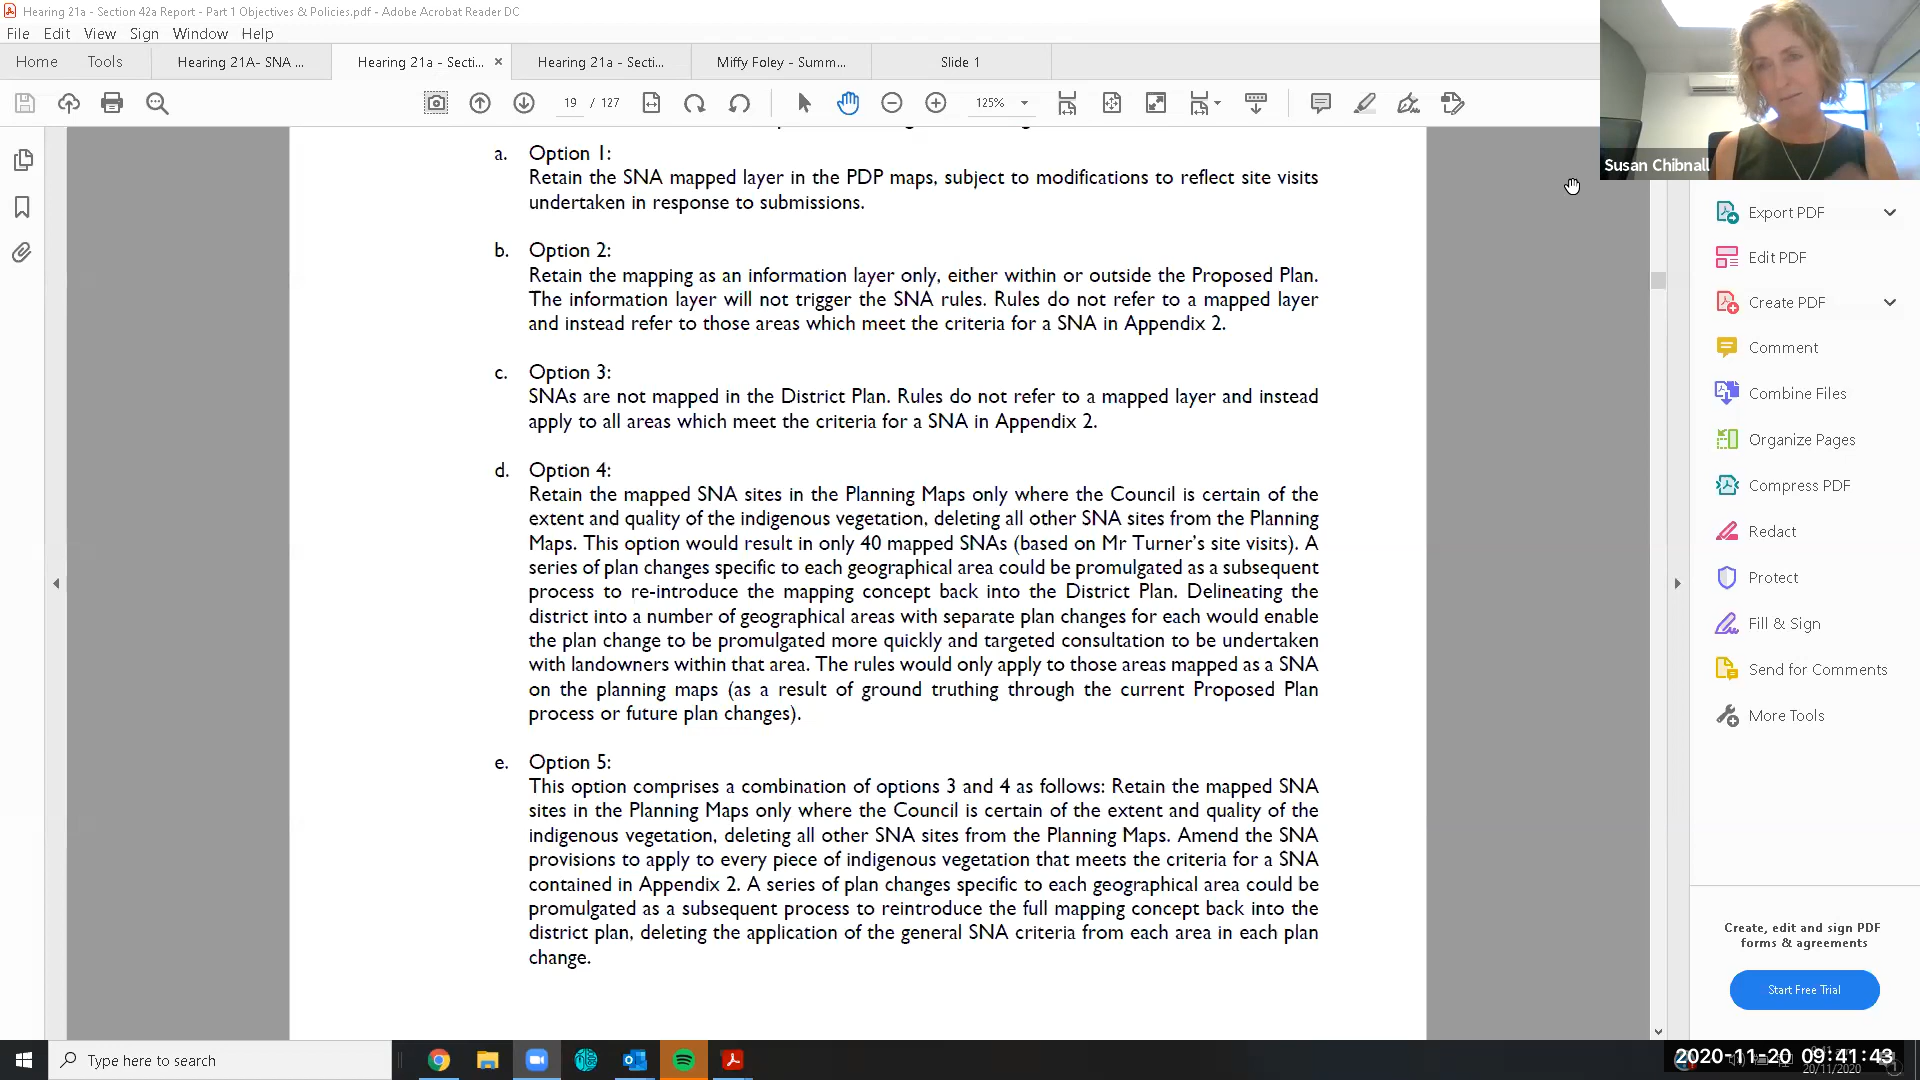 Hearing 21a - Section 42a Report - Part 1 Objectives & Policies.pdf - Adobe Acrobat Reader DC
File Edit View Sign Window Help
Home Tools Hearing 21A- SNA ... Hearing 21a - Secti... × Hearing 21a - Secti... Miffy Foley - Summ... Slide 1
19 / 127 125%
a. Option 1:
Retain the SNA mapped layer in the PDP maps, subject to modifications to reflect site visits
undertaken in response to submissions.
b. Option 2:
Retain the mapping as an information layer only, either within or outside the Proposed Plan.
The information layer will not trigger the SNA rules. Rules do not refer to a mapped layer
and instead refer to those areas which meet the criteria for a SNA in Appendix 2.
c. Option 3:
SNAs are not mapped in the District Plan. Rules do not refer to a mapped layer and instead
apply to all areas which meet the criteria for a SNA in Appendix 2.
d. Option 4:
Retain the mapped SNA sites in the Planning Maps only where the Council is certain of the
extent and quality of the indigenous vegetation, deleting all other SNA sites from the Planning
Maps. This option would result in only 40 mapped SNAs (based on Mr Turner's site visits). A
series of plan changes specific to each geographical area could be promulgated as a subsequent
process to re-introduce the mapping concept back into the District Plan. Delineating the
district into a number of geographical areas with separate plan changes for each would enable
the plan change to be promulgated more quickly and targeted consultation to be undertaken
with landowners within that area. The rules would only apply to those areas mapped as a SNA
on the planning maps (as a result of ground truthing through the current Proposed Plan
process or future plan changes).
e. Option 5:
This option comprises a combination of options 3 and 4 as follows: Retain the mapped SNA
sites in the Planning Maps only where the Council is certain of the extent and quality of the
indigenous vegetation, deleting all other SNA sites from the Planning Maps. Amend the SNA
provisions to apply to every piece of indigenous vegetation that meets the criteria for a SNA
contained in Appendix 2. A series of plan changes specific to each geographical area could be
promulgated as a subsequent process to reintroduce the full mapping concept back into the
district plan, deleting the application of the general SNA criteria from each area in each plan
change.
Susan Chibnall
Export PDF
Edit PDF
Create PDF
Comment
Combine Files
Organize Pages
Compress PDF
Redact
Protect
Fill & Sign
Send for Comments
More Tools
Create, edit and sign PDF
forms & agreements
Start Free Trial
Type here to search
2020-11-20 09:41:43
20/11/2020